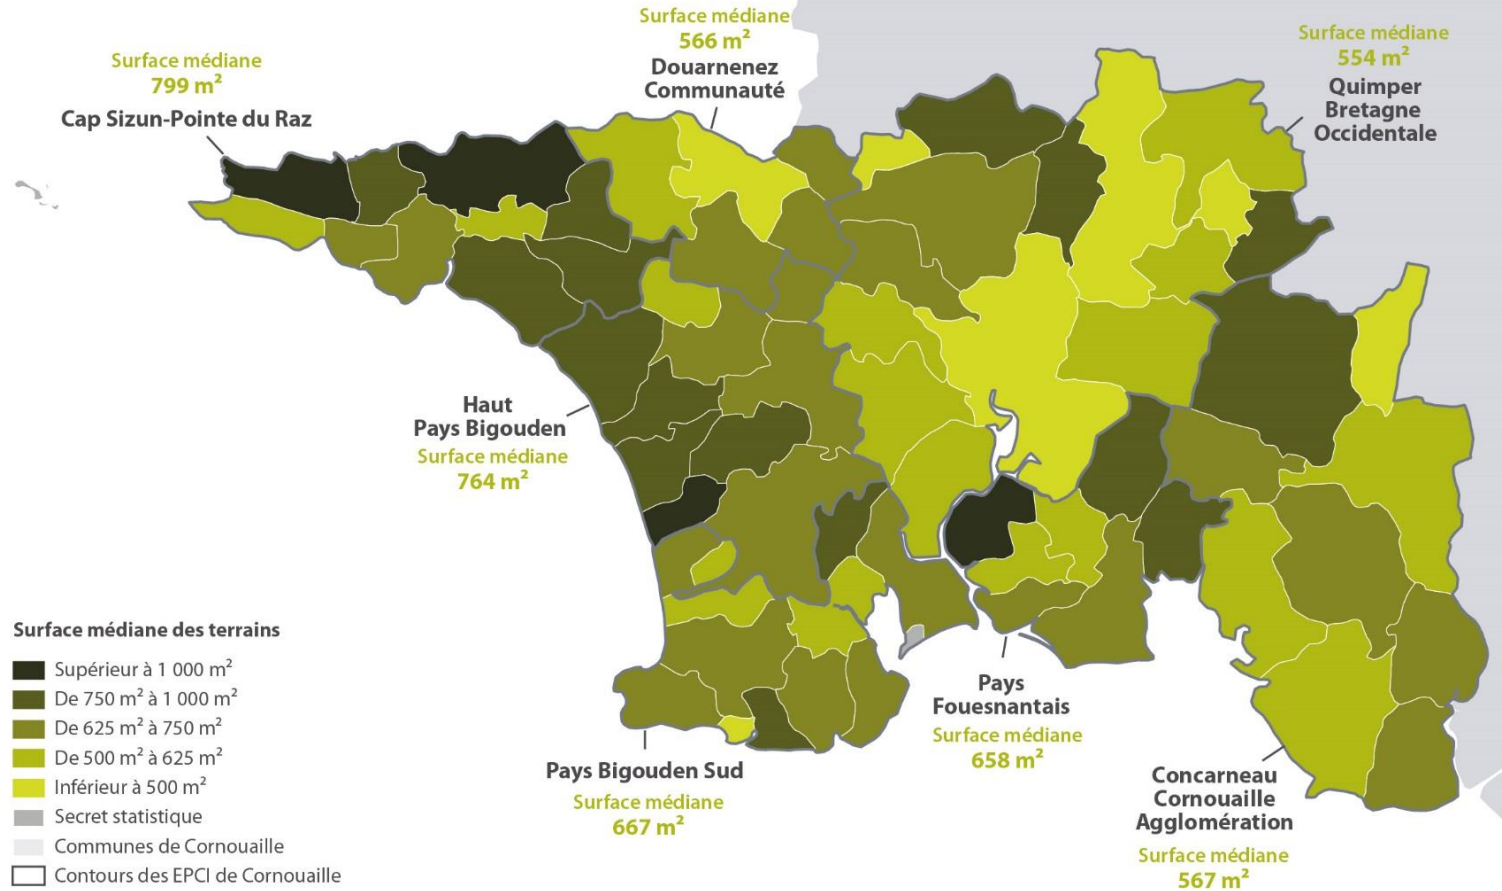 Surface médiane
799 m²
Cap Sizun-Pointe du Raz
Surface médiane
566 m²
Douarnenez
Communauté
Surface médiane
554 m²
Quimper
Bretagne
Occidentale
Haut
Pays Bigouden
Surface médiane
764 m²
Pays
Fouesnantais
Surface médiane
658 m²
Pays Bigouden Sud
Surface médiane
667 m²
Concarneau
Cornouaille
Agglomération
Surface médiane
567 m²
Surface médiane des terrains
Supérieur à 1 000 m²
De 750 m² à 1 000 m²
De 625 m² à 750 m²
De 500 m² à 625 m²
Inférieur à 500 m²
Secret statistique
Communes de Cornouaille
Contours des EPCI de Cornouaille